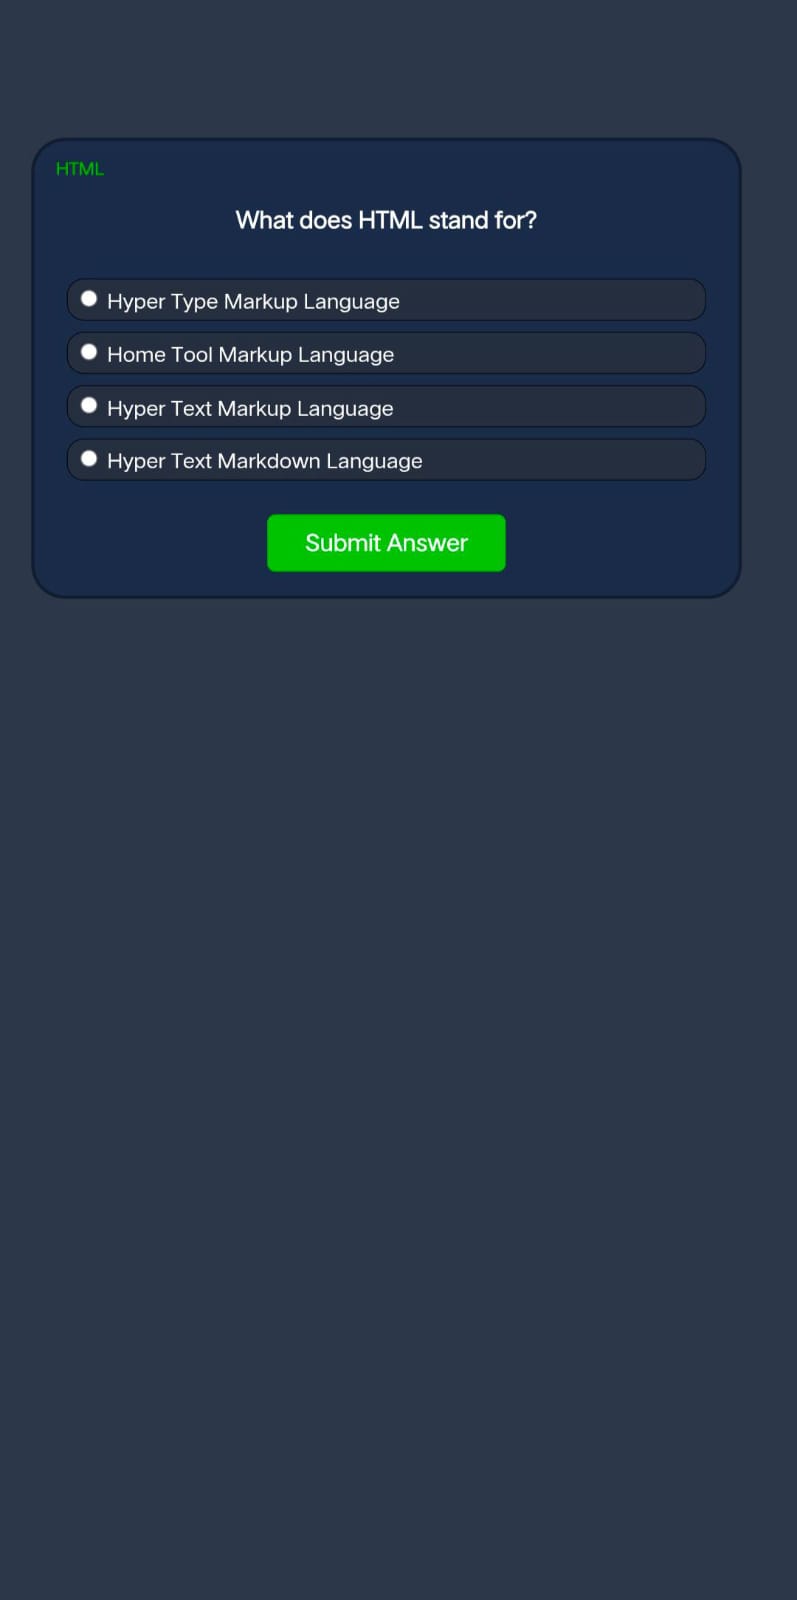 HTML
What does HTML stand for?
Hyper Type Markup Language
Home Tool Markup Language
Hyper Text Markup Language
Hyper Text Markdown Language
Submit Answer